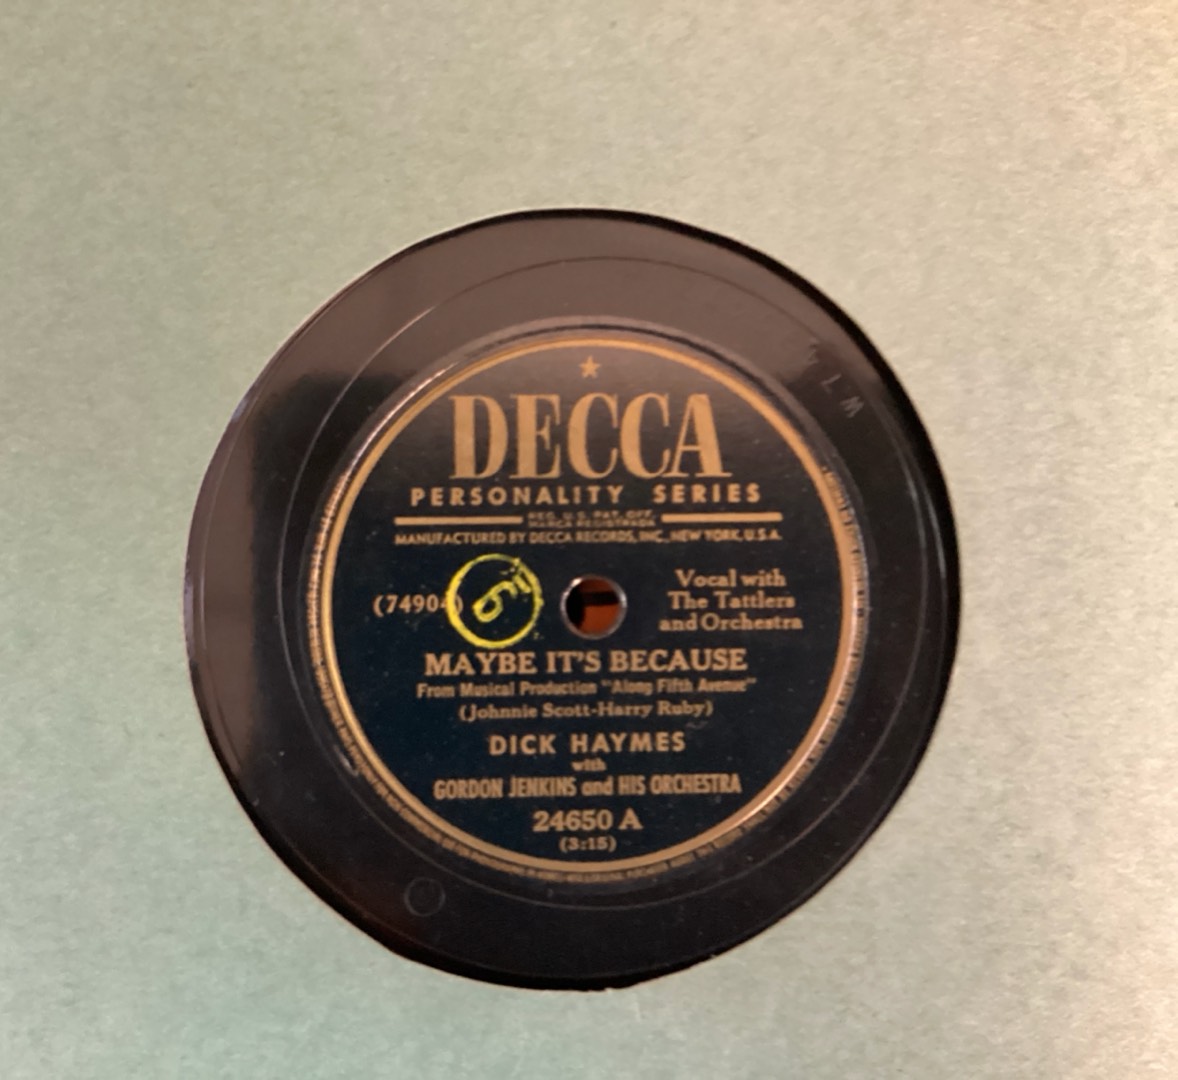 DECCA
PERSONALITY SERIES
REG. U.S. PAT. OFF.
MARCA REGISTRADA
MANUFACTURED BY DECCA RECORDS, INC., NEW YORK, U.S.A.
Vocal with
The Tattlers
and Orchestra
MAYBE IT'S BECAUSE
From Musical Production "Along Fifth Avenue"
(Johnnie Scott-Harry Ruby)
DICK HAYMES
with
GORDON JENKINS and HIS ORCHESTRA
24650 A
(3:15)